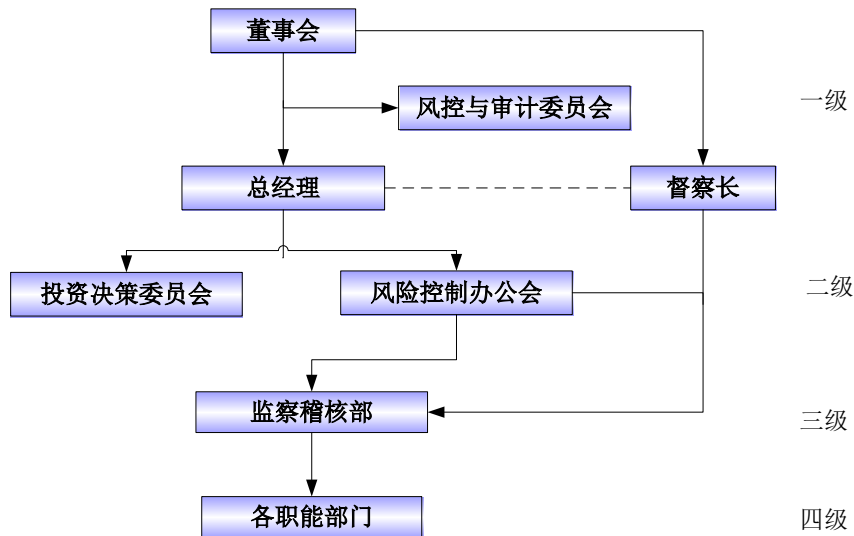 董事会
风控与审计委员会
一级
总经理
督察长
投资决策委员会
风险控制办公会
二级
监察稽核部
三级
各职能部门
四级